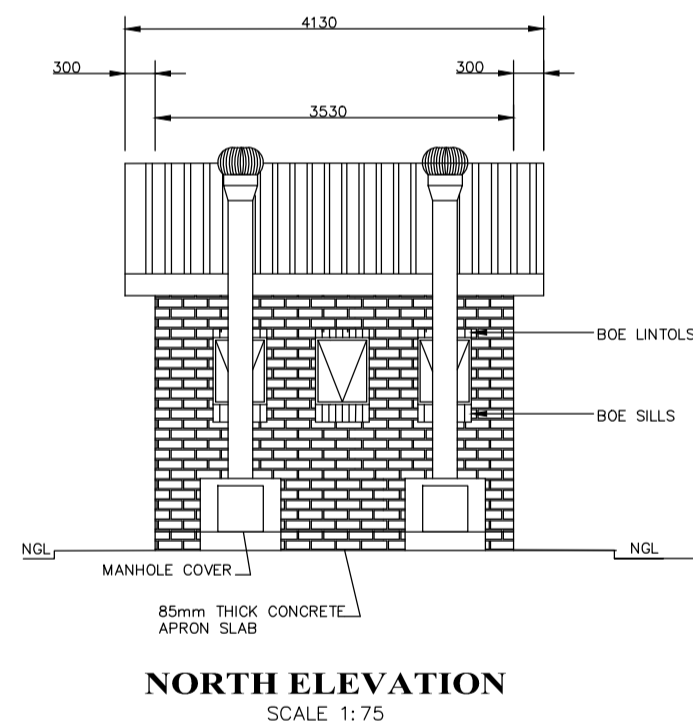 4130
300
300
3530
BOE LINTOLS
BOE SILLS
NGL
NGL
MANHOLE COVER
85mm THICK CONCRETE
APRON SLAB
NORTH ELEVATION
SCALE 1:75